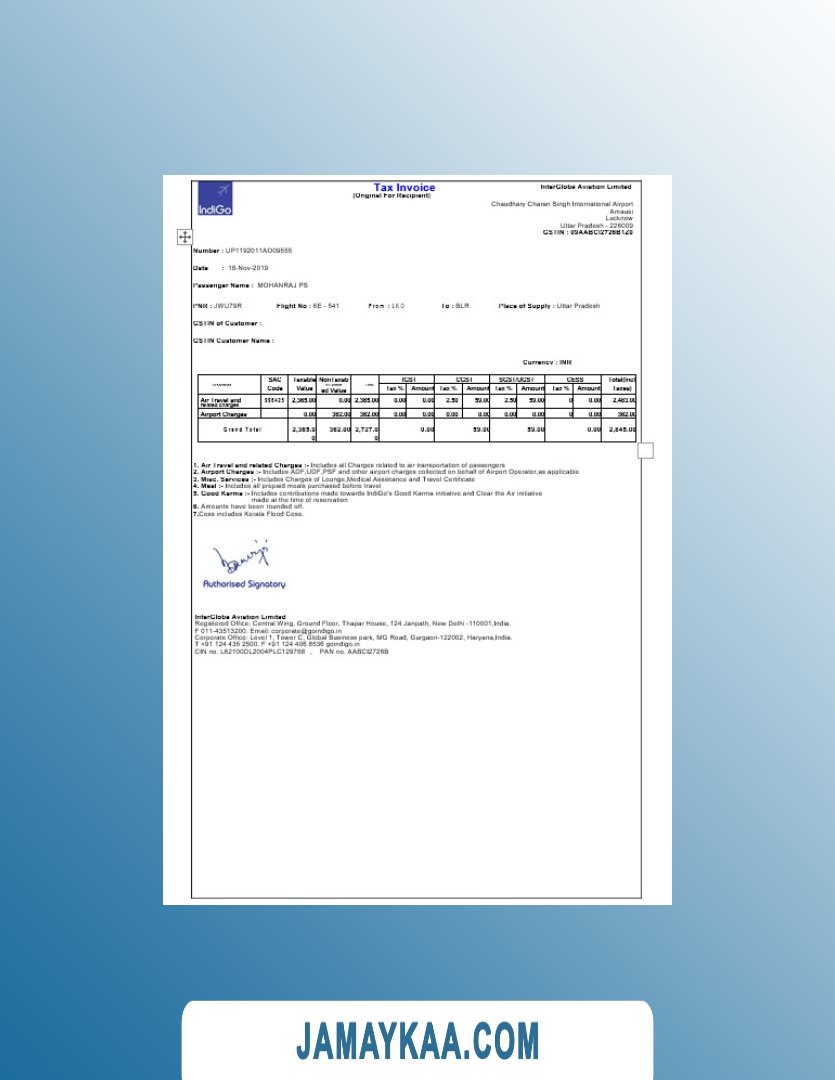 IndiGo
Tax Invoice
(Original For Recipient)
InterGlobe Aviation Limited
Chaudhary Charan Singh International Airport
Amausi
Lucknow
Uttar Pradesh - 226009
GSTIN : 09AABCI2726B1Z0
Number : UP1192011AO09555
Date : 18-Nov-2019
Passenger Name : MOHANRAJ PS
PNR : JWU79R Flight No : 6E - 541 From : LKO To : BLR Place of Supply : Uttar Pradesh
GSTIN of Customer :
GSTIN Customer Name :
Currency : INR
SAC Code Taxable Value NonTaxab ed Value Total IGST CGST SGST/UGST CESS Total(Incl Taxes)
Tax % Amount Tax % Amount Tax % Amount Tax % Amount
Air Travel and related charges 996425 2,365.00 0.00 2,365.00 0.00 0.00 2.50 59.00 2.50 59.00 0 0.00 2,483.00
Airport Charges 0.00 362.00 362.00 0.00 0.00 0.00 0.00 0.00 0.00 0 0.00 362.00
Grand Total 2,365.00 362.00 2,727.00 0.00 59.00 59.00 0.00 2,845.00
1. Air Travel and related Charges :- Includes all Charges related to air transportation of passengers
2. Airport Charges :- Includes ADF,UDF,PSF and other airport charges collected on behalf of Airport Operator,as applicable
3. Misc. Services :- Includes Charges of Lounge,Medical Assistance and Travel Certificate
4. Meal :- Includes all prepaid meals purchased before travel
5. Good Karma :- Includes contributions made towards IndiGo's Good Karma initiative and Clear the Air initiative
made at the time of reservation
6. Amounts have been rounded off.
7.Cess includes Kerala Flood Cess.
Authorised Signatory
InterGlobe Aviation Limited
Registered Office: Central Wing, Ground Floor, Thapar House, 124 Janpath, New Delhi -110001,India.
F 011-43513200. Email: corporate@goindigo.in
Corporate Office: Level 1, Tower C, Global Business park, MG Road, Gurgaon-122002, Haryana,India.
T +91 124 435 2500. F +91 124 406 8536 goindigo.in
CIN no. L62100DL2004PLC129768 , PAN no. AABCI2726B
JAMAYKAA.COM